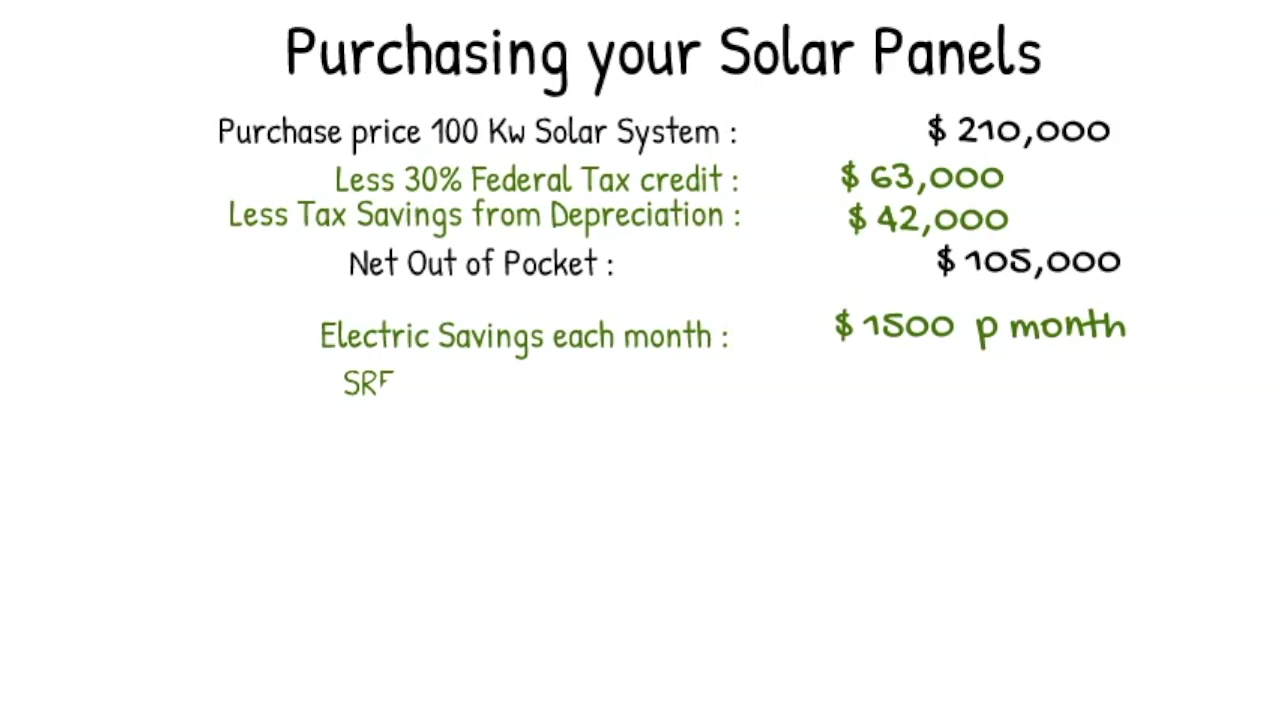 Purchasing your Solar Panels
Purchase price 100 Kw Solar System : $ 210,000
Less 30% Federal Tax credit : $ 63,000
Less Tax Savings from Depreciation : $ 42,000
Net Out of Pocket : $ 105,000
Electric Savings each month : $ 1500 p month